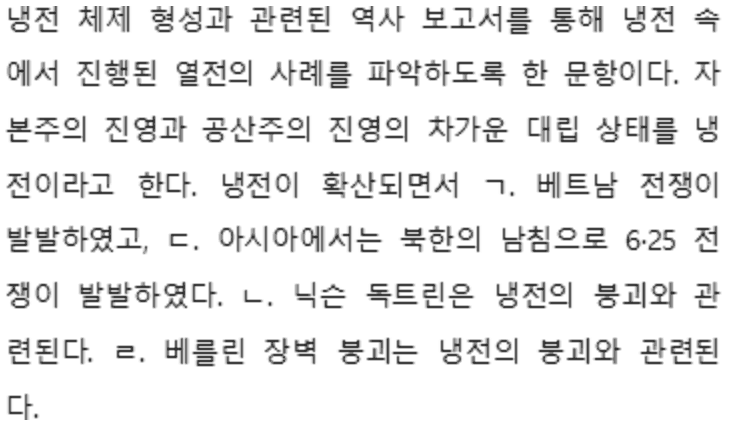 냉전 체제 형성과 관련된 역사 보고서를 통해 냉전 속
에서 진행된 열전의 사례를 파악하도록 한 문항이다. 자
본주의 진영과 공산주의 진영의 차가운 대립 상태를 냉
전이라고 한다. 냉전이 확산되면서 ㄱ. 베트남 전쟁이
발발하였고, ㄷ. 아시아에서는 북한의 남침으로 6·25 전
쟁이 발발하였다. ㄴ. 닉슨 독트린은 냉전의 붕괴와 관
련된다. ㄹ. 베를린 장벽 붕괴는 냉전의 붕괴와 관련된
다.